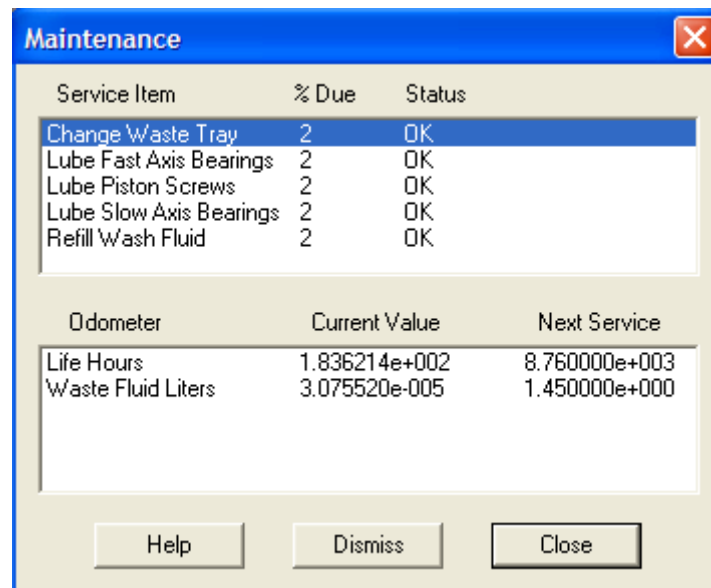 Maintenance
Service Item % Due Status
Change Waste Tray 2 OK
Lube Fast Axis Bearings 2 OK
Lube Piston Screws 2 OK
Lube Slow Axis Bearings 2 OK
Refill Wash Fluid 2 OK
Odometer Current Value Next Service
Life Hours 1.836214e+002 8.760000e+003
Waste Fluid Liters 3.075520e-005 1.450000e+000
Help Dismiss Close